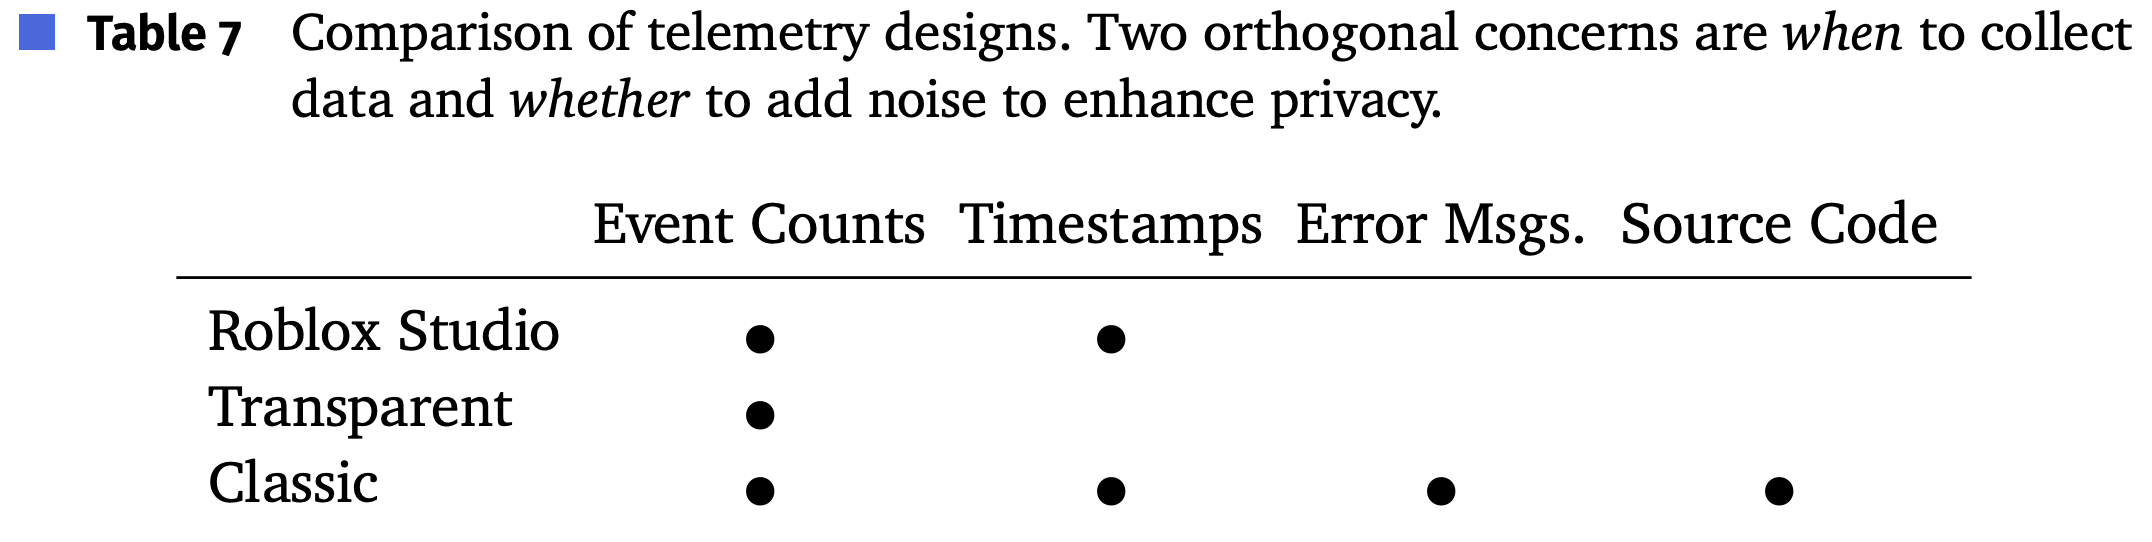 Table 7 Comparison of telemetry designs. Two orthogonal concerns are when to collect
data and whether to add noise to enhance privacy.
Event Counts Timestamps Error Msgs. Source Code
Roblox Studio ● ●
Transparent ●
Classic ● ● ● ●